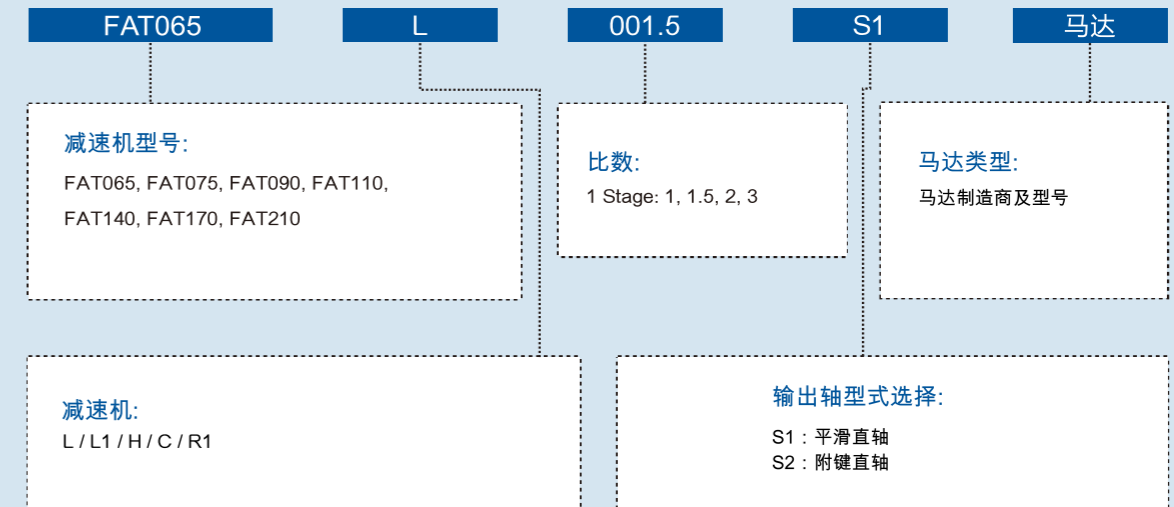 FAT065
L
001.5
S1
马达
减速机型号:
FAT065, FAT075, FAT090, FAT110,
FAT140, FAT170, FAT210
比数:
1 Stage: 1, 1.5, 2, 3
马达类型:
马达制造商及型号
减速机:
L / L1 / H / C / R1
输出轴型式选择:
S1：平滑直轴
S2：附键直轴